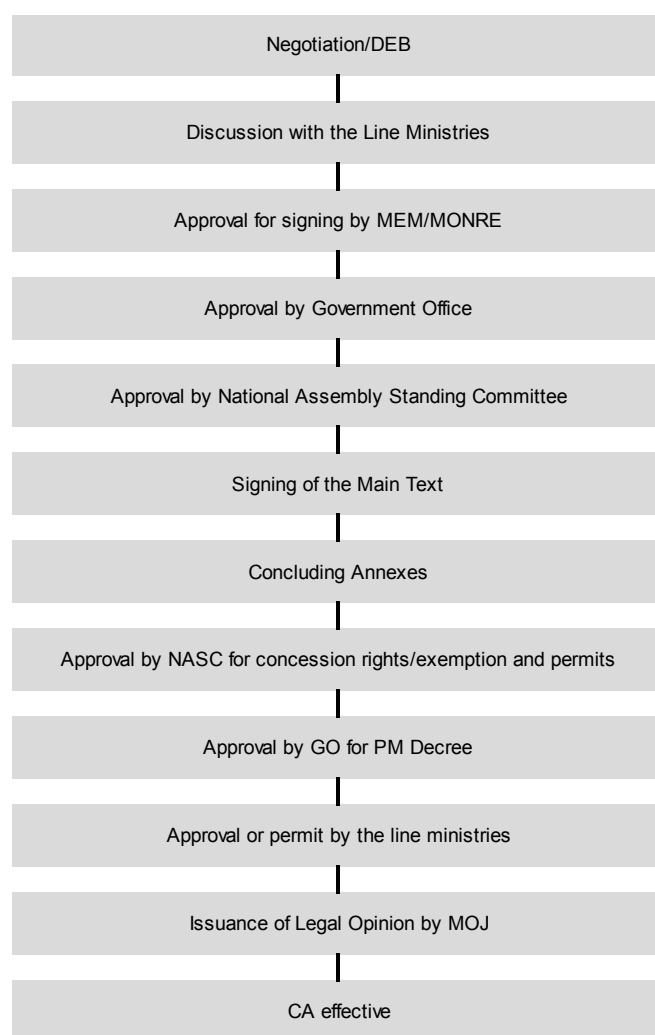 Negotiation/DEB
Discussion with the Line Ministries
Approval for signing by MEM/MONRE
Approval by Government Office
Approval by National Assembly Standing Committee
Signing of the Main Text
Concluding Annexes
Approval by NASC for concession rights/exemption and permits
Approval by GO for PM Decree
Approval or permit by the line ministries
Issuance of Legal Opinion by MOJ
CA effective